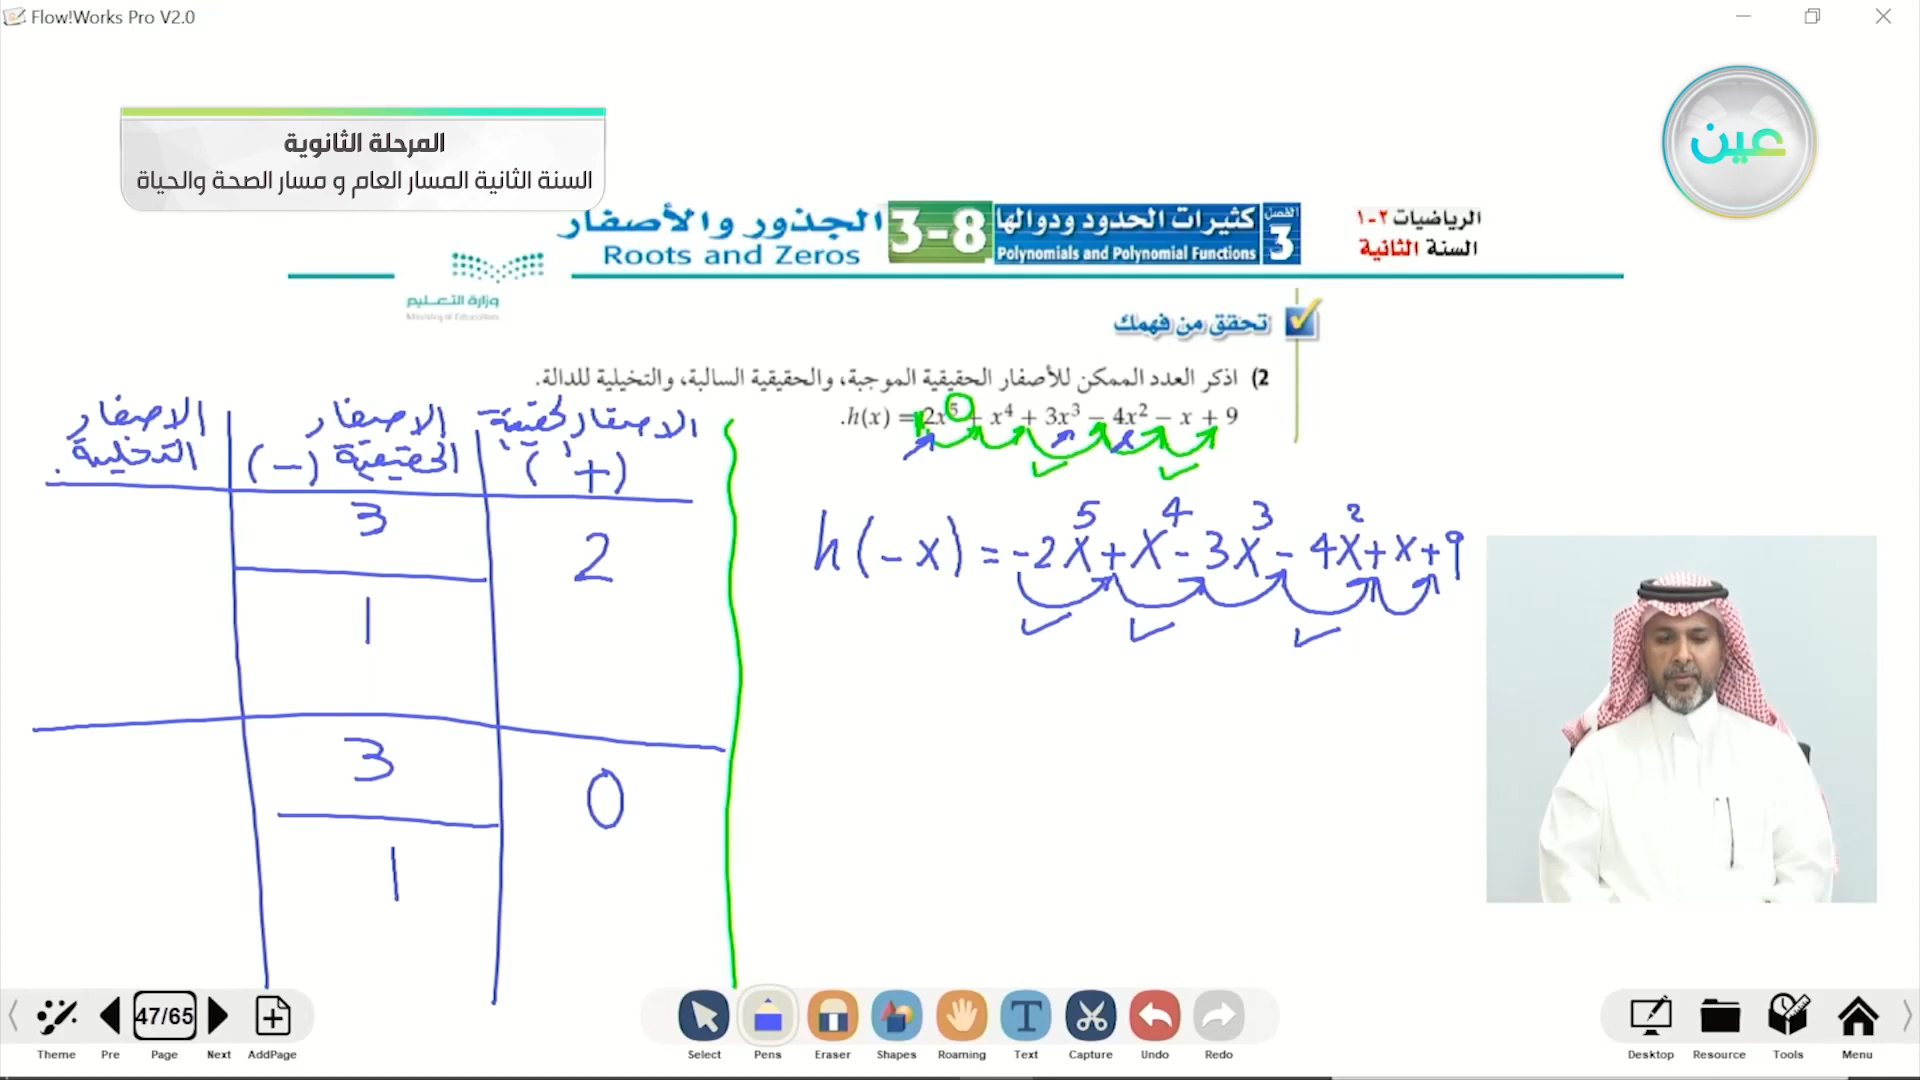 Flow!Works Pro V2.0
المرحلة الثانوية
السنة الثانية المسار العام و مسار الصحة والحياة
عين
الرياضيات ٢-١
السنة الثانية
الفصل 3
كثيرات الحدود ودوالها
Polynomials and Polynomial Functions
3-8
الجذور والأصفار
Roots and Zeros
وزارة التعليم
Ministry of Education
تحقق من فهمك
2) اذكر العدد الممكن للأصفار الحقيقية الموجبة، والحقيقية السالبة، والتخيلية للدالة.
.h(x) = 2x⁵ + x⁴ + 3x³ − 4x² − x + 9
h(-x) = -2x⁵ + x⁴ - 3x³ - 4x² + x + 9
الاصفار الحقيقية (+)
الاصفار الحقيقية (-)
الاصفار التخيلية
2
3
1
0
3
1
47/65
Theme Pre Page Next AddPage
Select Pens Eraser Shapes Roaming Text Capture Undo Redo
Desktop Resource Tools Menu